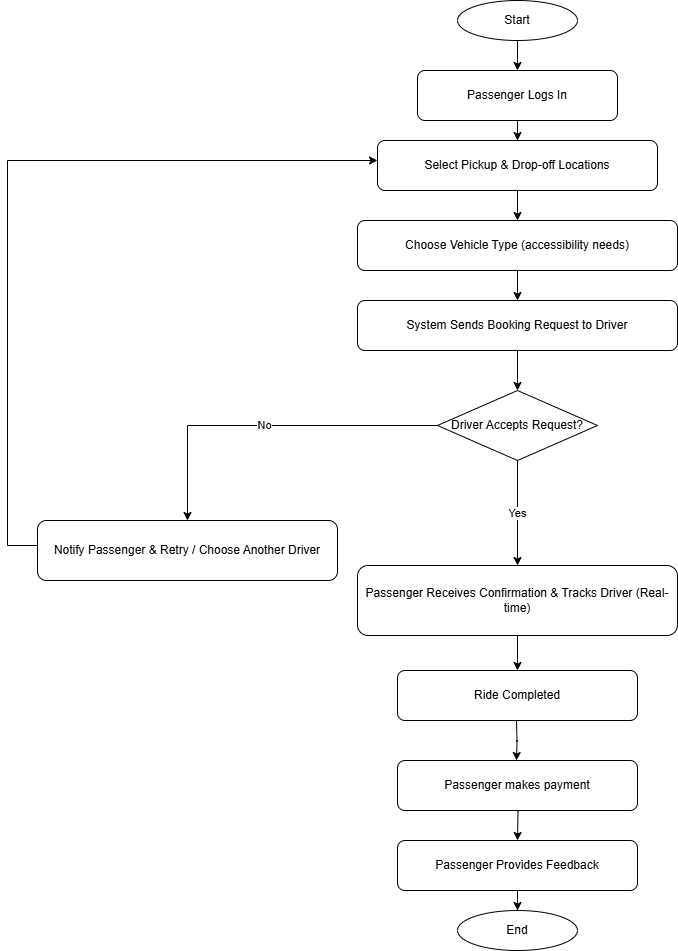 Start
Passenger Logs In
Select Pickup & Drop-off Locations
Choose Vehicle Type (accessibility needs)
System Sends Booking Request to Driver
Driver Accepts Request?
No
Yes
Notify Passenger & Retry / Choose Another Driver
Passenger Receives Confirmation & Tracks Driver (Real-
time)
Ride Completed
Passenger makes payment
Passenger Provides Feedback
End